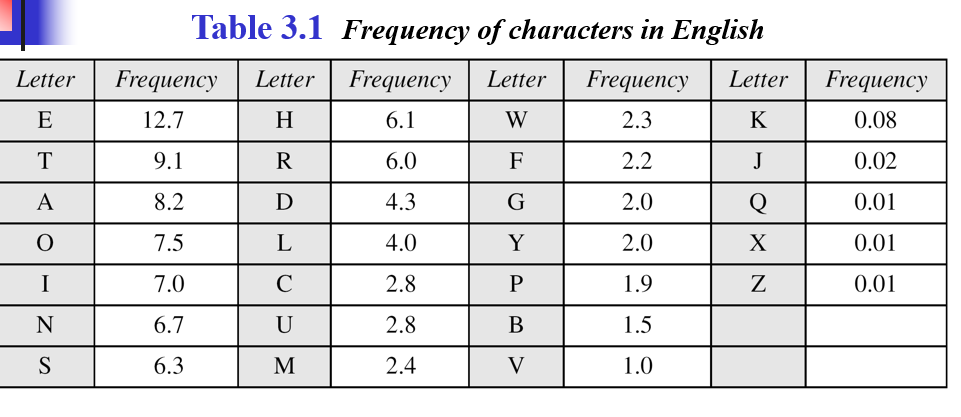 Table 3.1 Frequency of characters in English
Letter Frequency Letter Frequency Letter Frequency Letter Frequency
E 12.7 H 6.1 W 2.3 K 0.08
T 9.1 R 6.0 F 2.2 J 0.02
A 8.2 D 4.3 G 2.0 Q 0.01
O 7.5 L 4.0 Y 2.0 X 0.01
I 7.0 C 2.8 P 1.9 Z 0.01
N 6.7 U 2.8 B 1.5
S 6.3 M 2.4 V 1.0